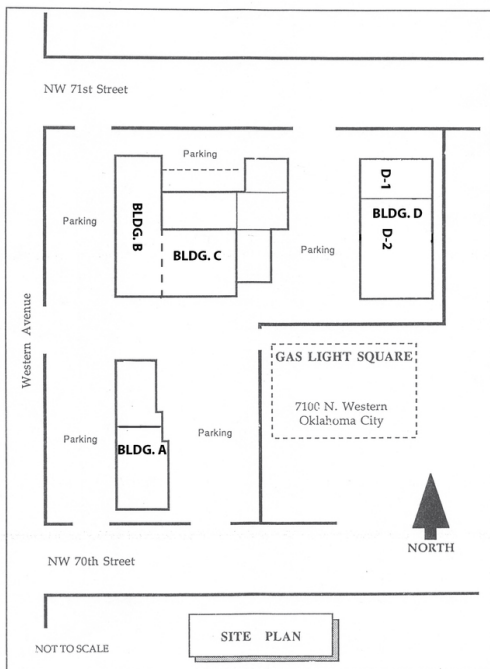 NW 71st Street
Parking
D-1
BLDG. D
D-2
BLDG. B
Parking
BLDG. C
Parking
Western Avenue
GAS LIGHT SQUARE
7100 N. Western
Oklahoma City
Parking
BLDG. A
Parking
NORTH
NW 70th Street
NOT TO SCALE
SITE PLAN